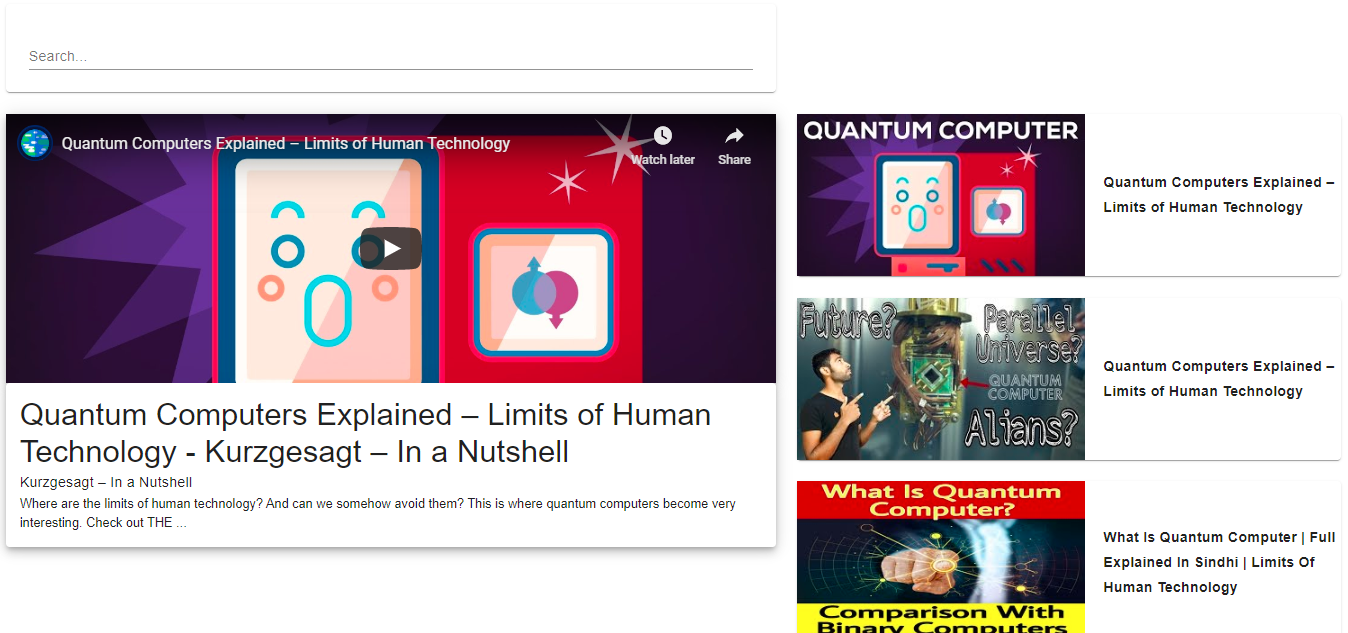 Search...
Quantum Computers Explained – Limits of Human Technology
Watch later
Share
Quantum Computers Explained – Limits of Human
Technology - Kurzgesagt – In a Nutshell
Kurzgesagt – In a Nutshell
Where are the limits of human technology? And can we somehow avoid them? This is where quantum computers become very
interesting. Check out THE ...
QUANTUM COMPUTER
Quantum Computers Explained –
Limits of Human Technology
Future?
Parallel
Universe?
QUANTUM
COMPUTER
Alians?
Quantum Computers Explained –
Limits of Human Technology
What Is Quantum
Computer?
Comparison With
Binary Computers
What Is Quantum Computer | Full
Explained In Sindhi | Limits Of
Human Technology